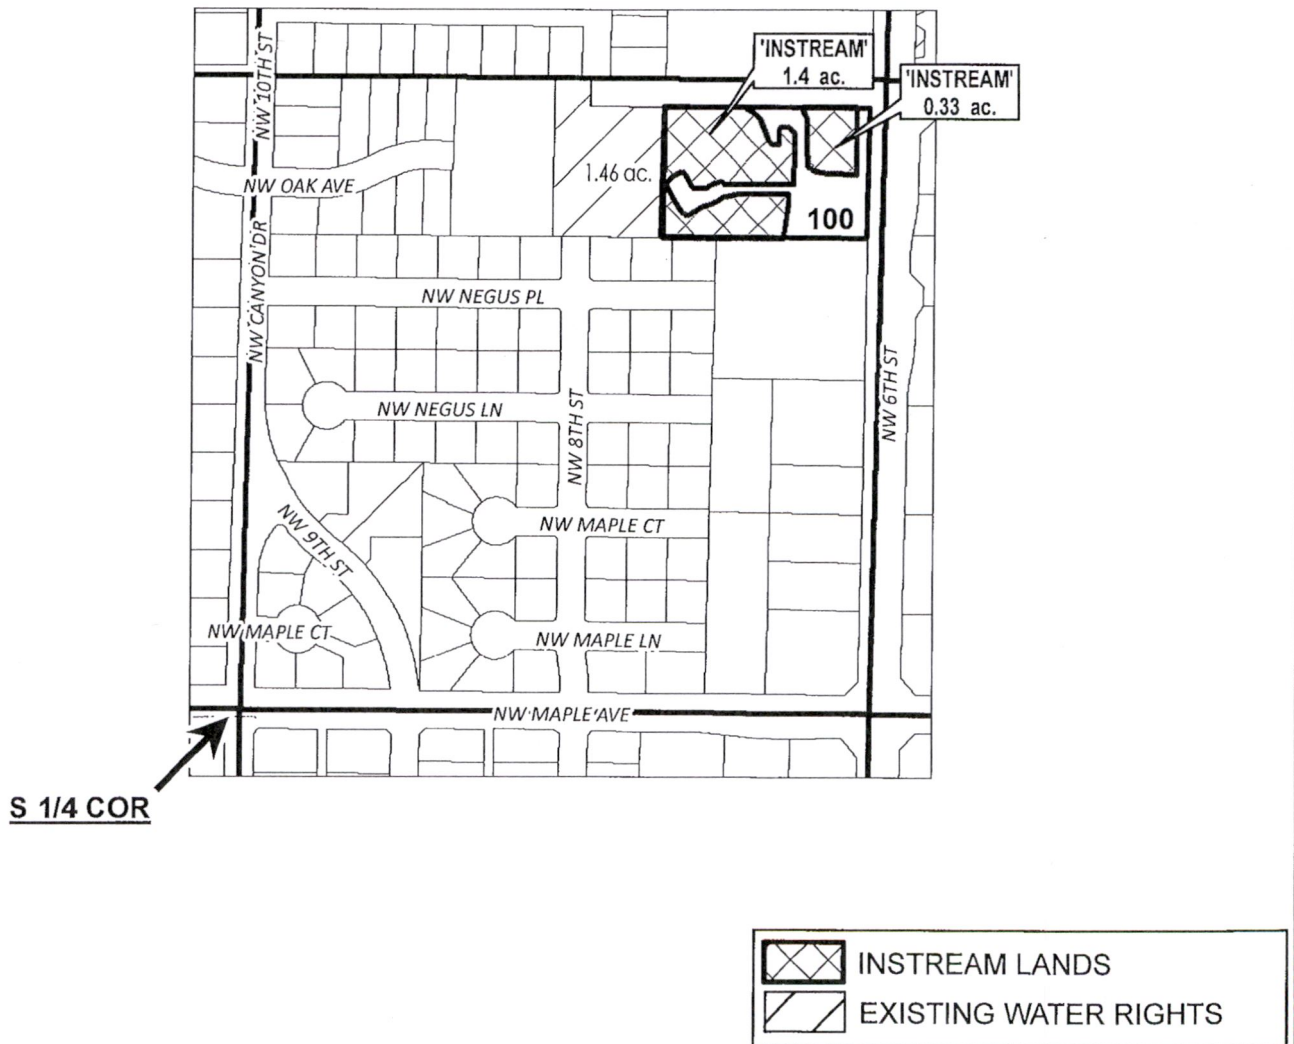 NW 10TH ST
'INSTREAM'
1.4 ac.
'INSTREAM'
0.33 ac.
1.46 ac.
NW OAK AVE
100
NW CANYON DR
NW NEGUS PL
NW NEGUS LN
NW 8TH ST
NW 6TH ST
NW MAPLE CT
NW 9TH ST
NW MAPLE CT
NW MAPLE LN
NW MAPLE AVE
S 1/4 COR
INSTREAM LANDS
EXISTING WATER RIGHTS